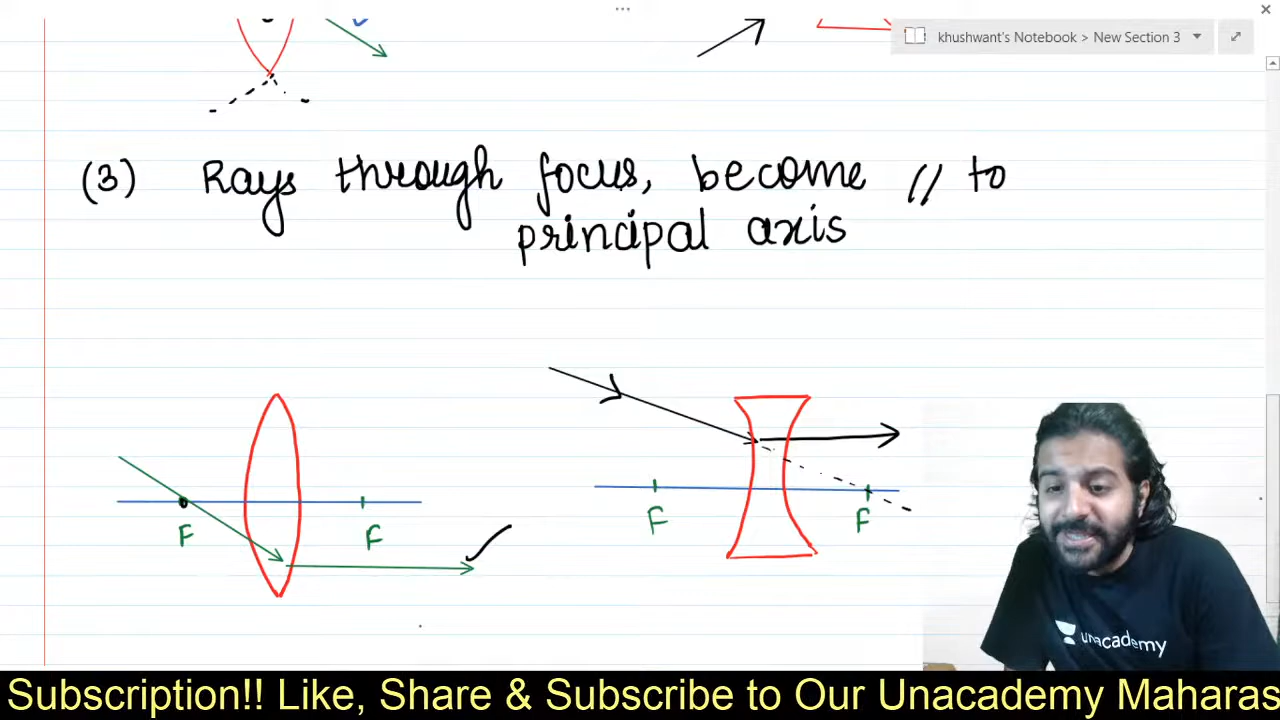 khushwant's Notebook > New Section 3
(3) Rays through focus, become // to
principal axis
F
F
F
F
unacademy
Subscription!! Like, Share & Subscribe to Our Unacademy Maharas